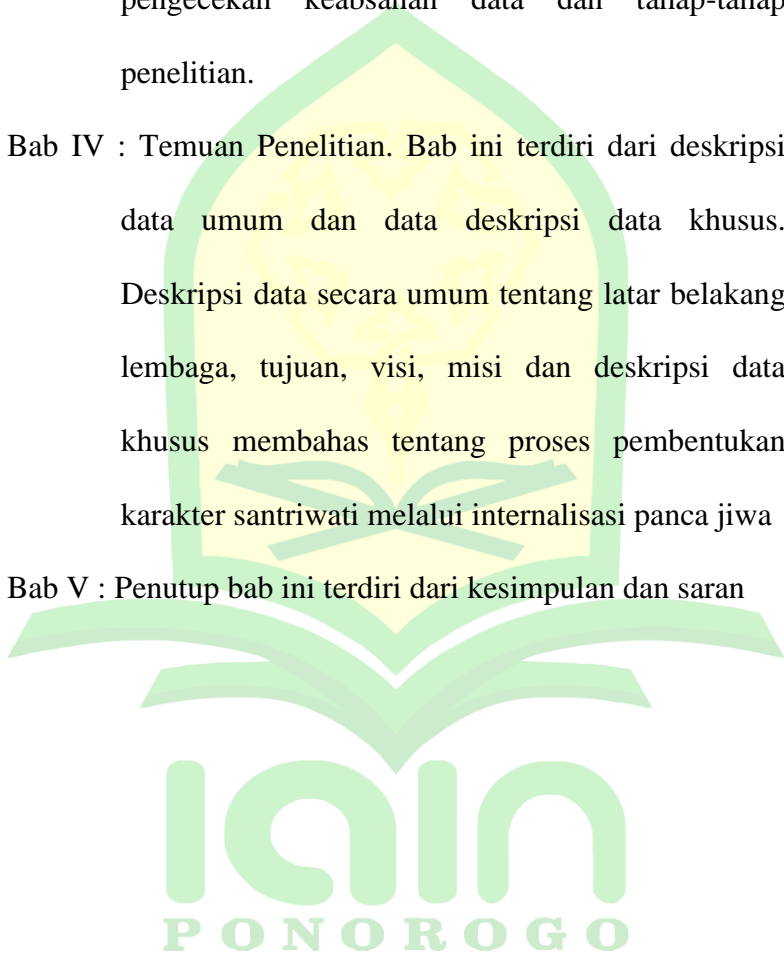 pengecekan keabsahan data dan tahap-tahap
penelitian.
Bab IV : Temuan Penelitian. Bab ini terdiri dari deskripsi
data umum dan data deskripsi data khusus.
Deskripsi data secara umum tentang latar belakang
lembaga, tujuan, visi, misi dan deskripsi data
khusus membahas tentang proses pembentukan
karakter santriwati melalui internalisasi panca jiwa
Bab V : Penutup bab ini terdiri dari kesimpulan dan saran
iain
PONOROGO